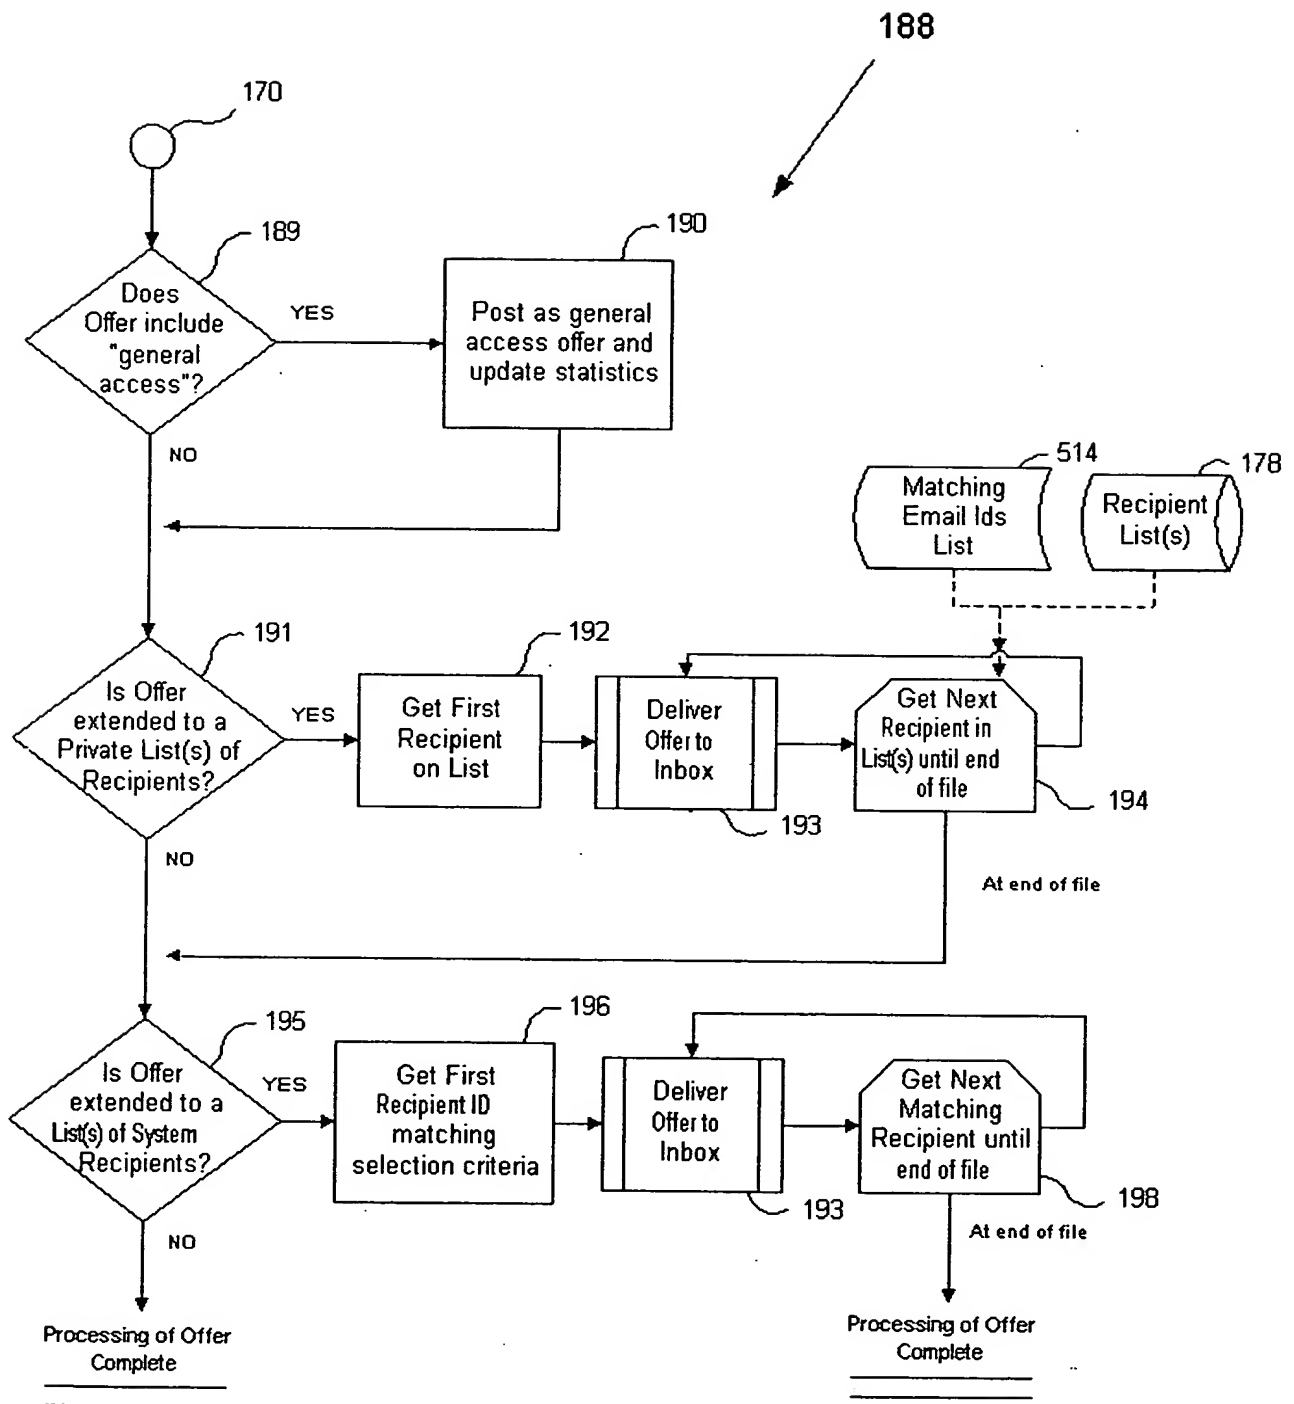 188
170
189
190
Does
Offer include
"general
access"?
YES
Post as general
access offer and
update statistics
NO
514
178
Matching
Email Ids
List
Recipient
List(s)
191
192
Is Offer
extended to a
Private List(s) of
Recipients?
YES
Get First
Recipient
on List
Deliver
Offer to
Inbox
Get Next
Recipient in
List(s) until end
of file
193
194
NO
At end of file
195
196
Is Offer
extended to a
List(s) of System
Recipients?
YES
Get First
Recipient ID
matching
selection criteria
Deliver
Offer to
Inbox
Get Next
Matching
Recipient until
end of file
193
198
NO
At end of file
Processing of Offer
Complete
Processing of Offer
Complete